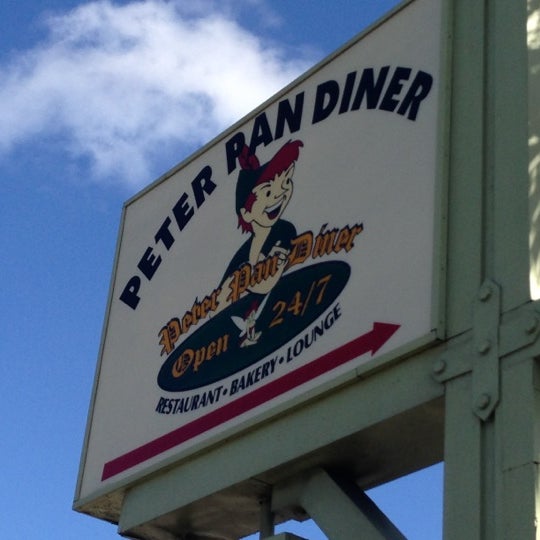 PETER PAN DINER
Peter Pan Diner
Open 24/7
RESTAURANT • BAKERY • LOUNGE